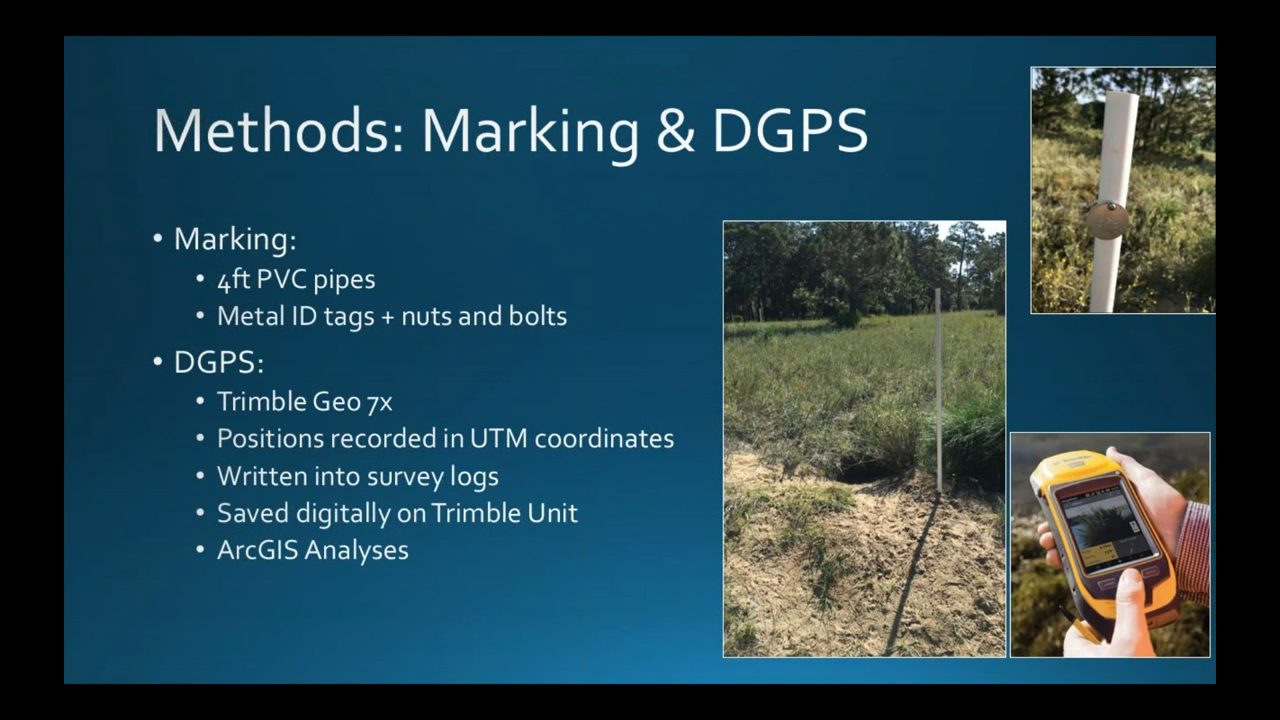 Methods: Marking & DGPS
• Marking:
• 4ft PVC pipes
• Metal ID tags + nuts and bolts
• DGPS:
• Trimble Geo 7x
• Positions recorded in UTM coordinates
• Written into survey logs
• Saved digitally on Trimble Unit
• ArcGIS Analyses